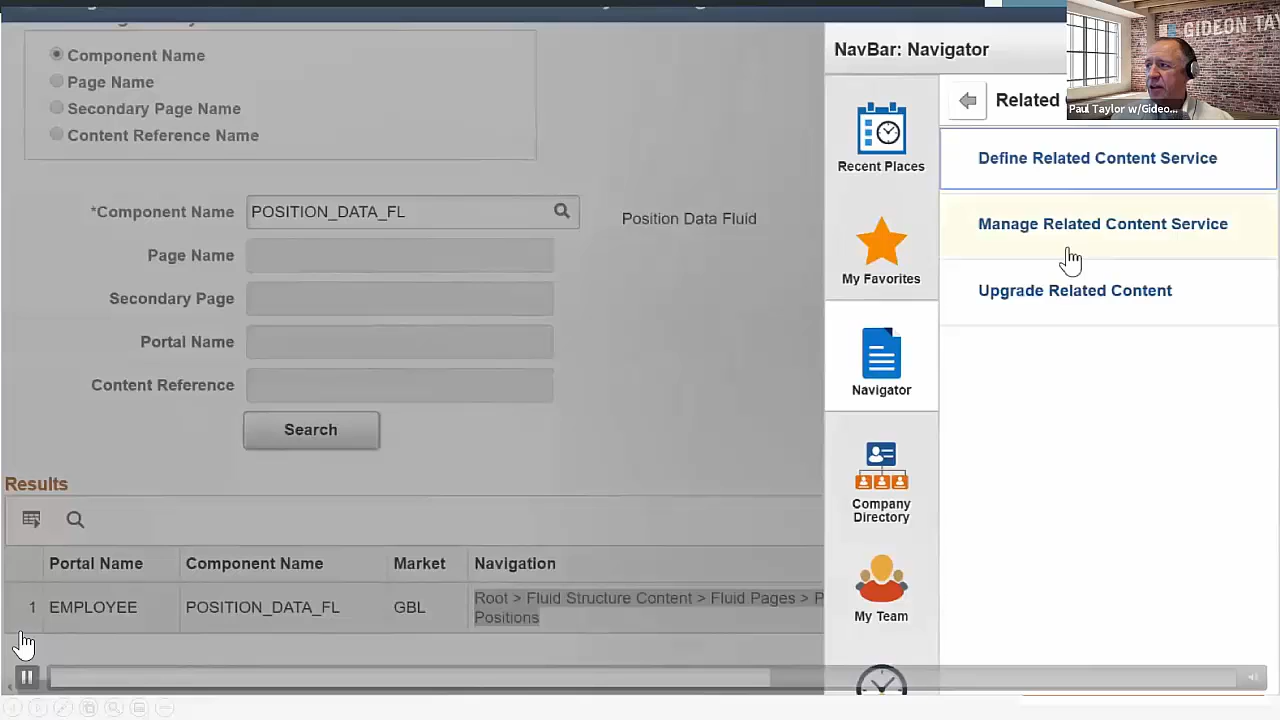 Component Name
Page Name
Secondary Page Name
Content Reference Name
*Component Name
POSITION_DATA_FL
Position Data Fluid
Page Name
Secondary Page
Portal Name
Content Reference
Search
Results
Portal Name
Component Name
Market
Navigation
1
EMPLOYEE
POSITION_DATA_FL
GBL
Root > Fluid Structure Content > Fluid Pages > P
Positions
NavBar: Navigator
Recent Places
My Favorites
Navigator
Company
Directory
My Team
Related
Define Related Content Service
Manage Related Content Service
Upgrade Related Content
GIDEON TAY
Paul Taylor w/Gideo...